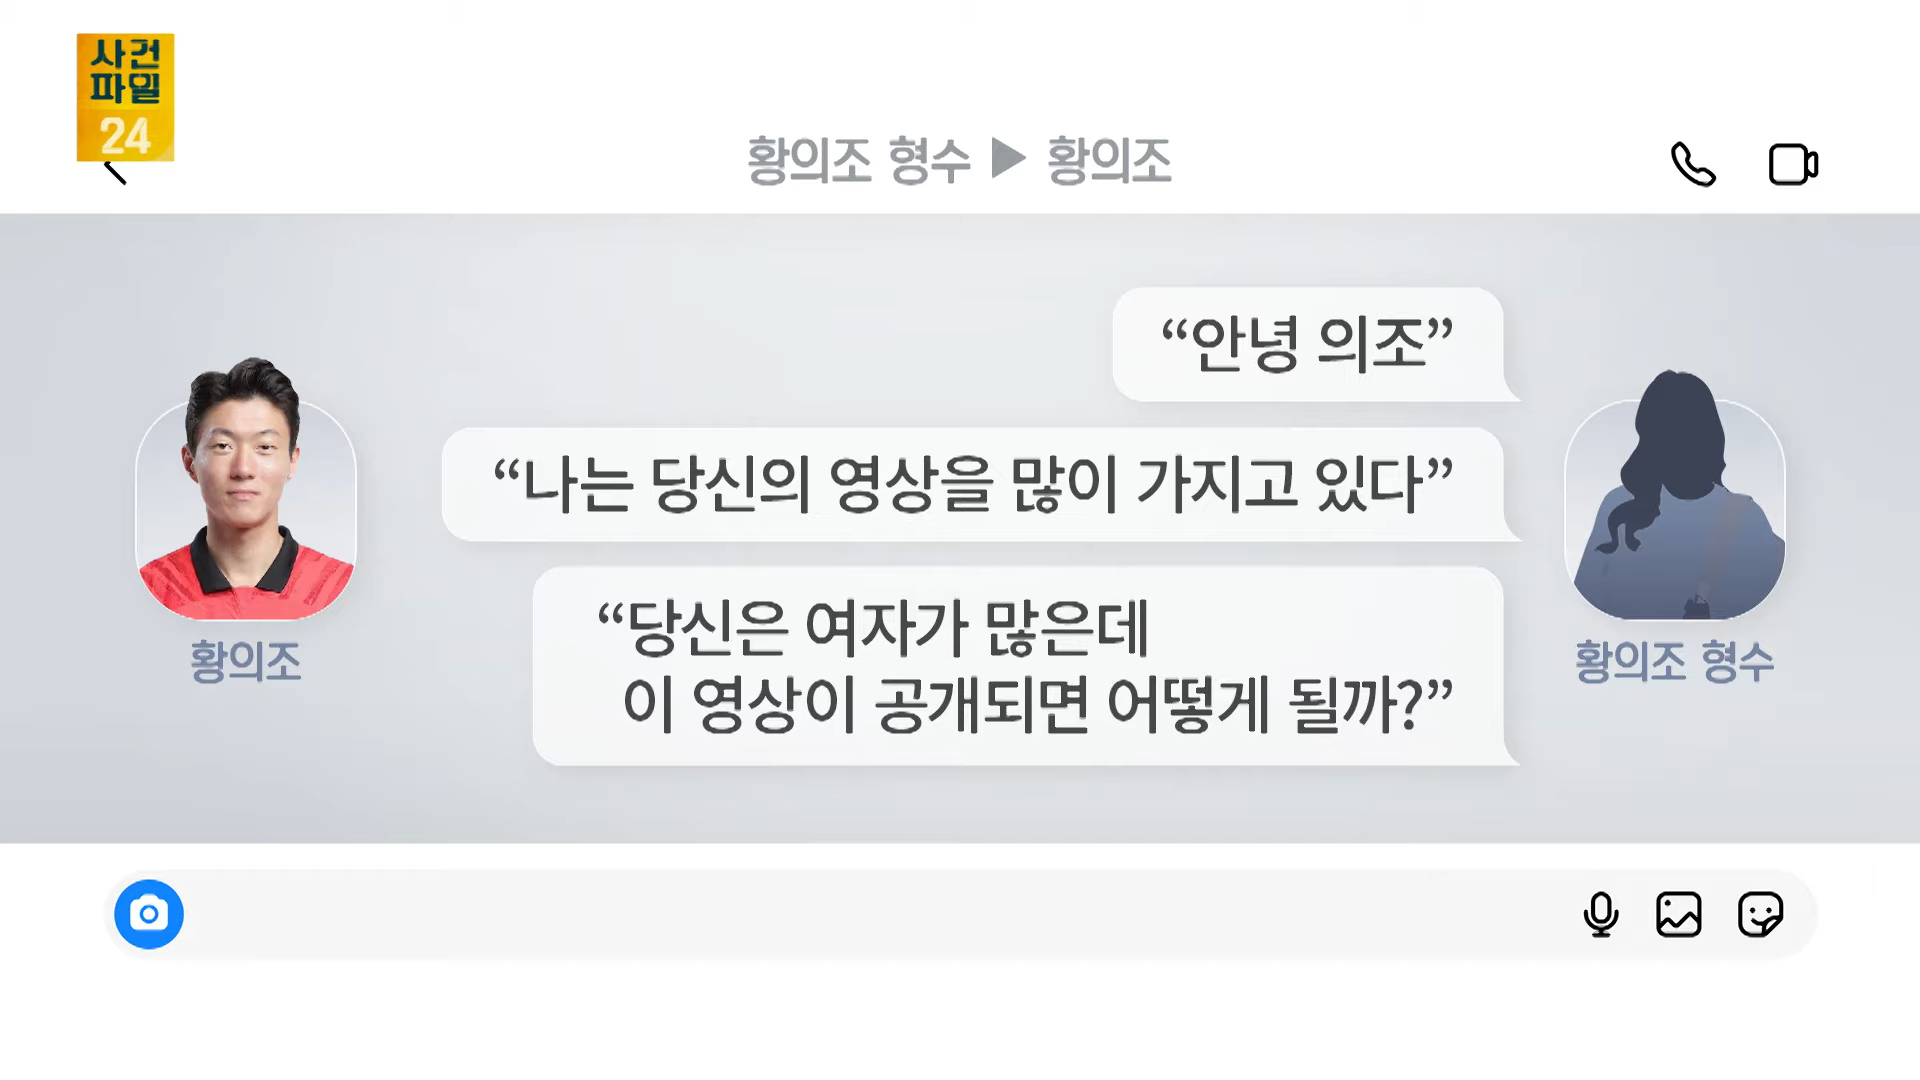 사건
파일
24
황의조 형수 ▶ 황의조
“안녕 의조”
“나는 당신의 영상을 많이 가지고 있다”
“당신은 여자가 많은데
이 영상이 공개되면 어떻게 될까?”
황의조
황의조 형수